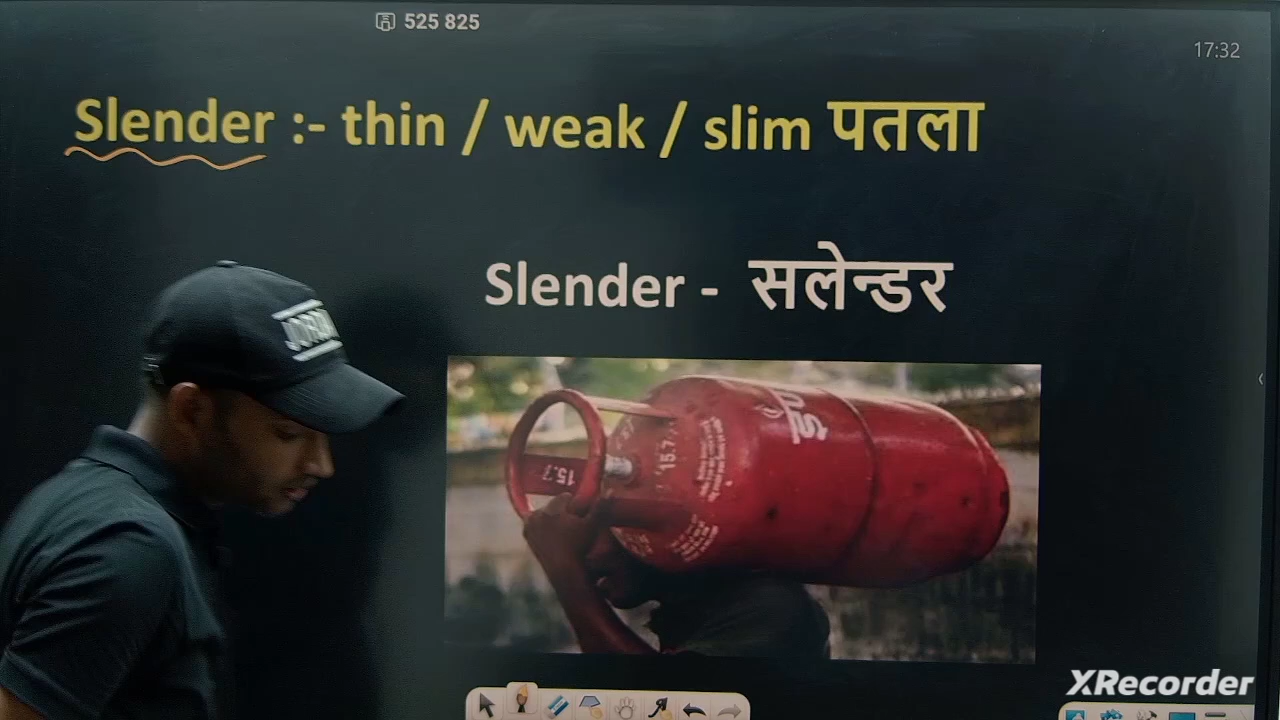 525 825
17:32
Slender :- thin / weak / slim पतला
Slender - सलेन्डर
15.7
15.7
XRecorder